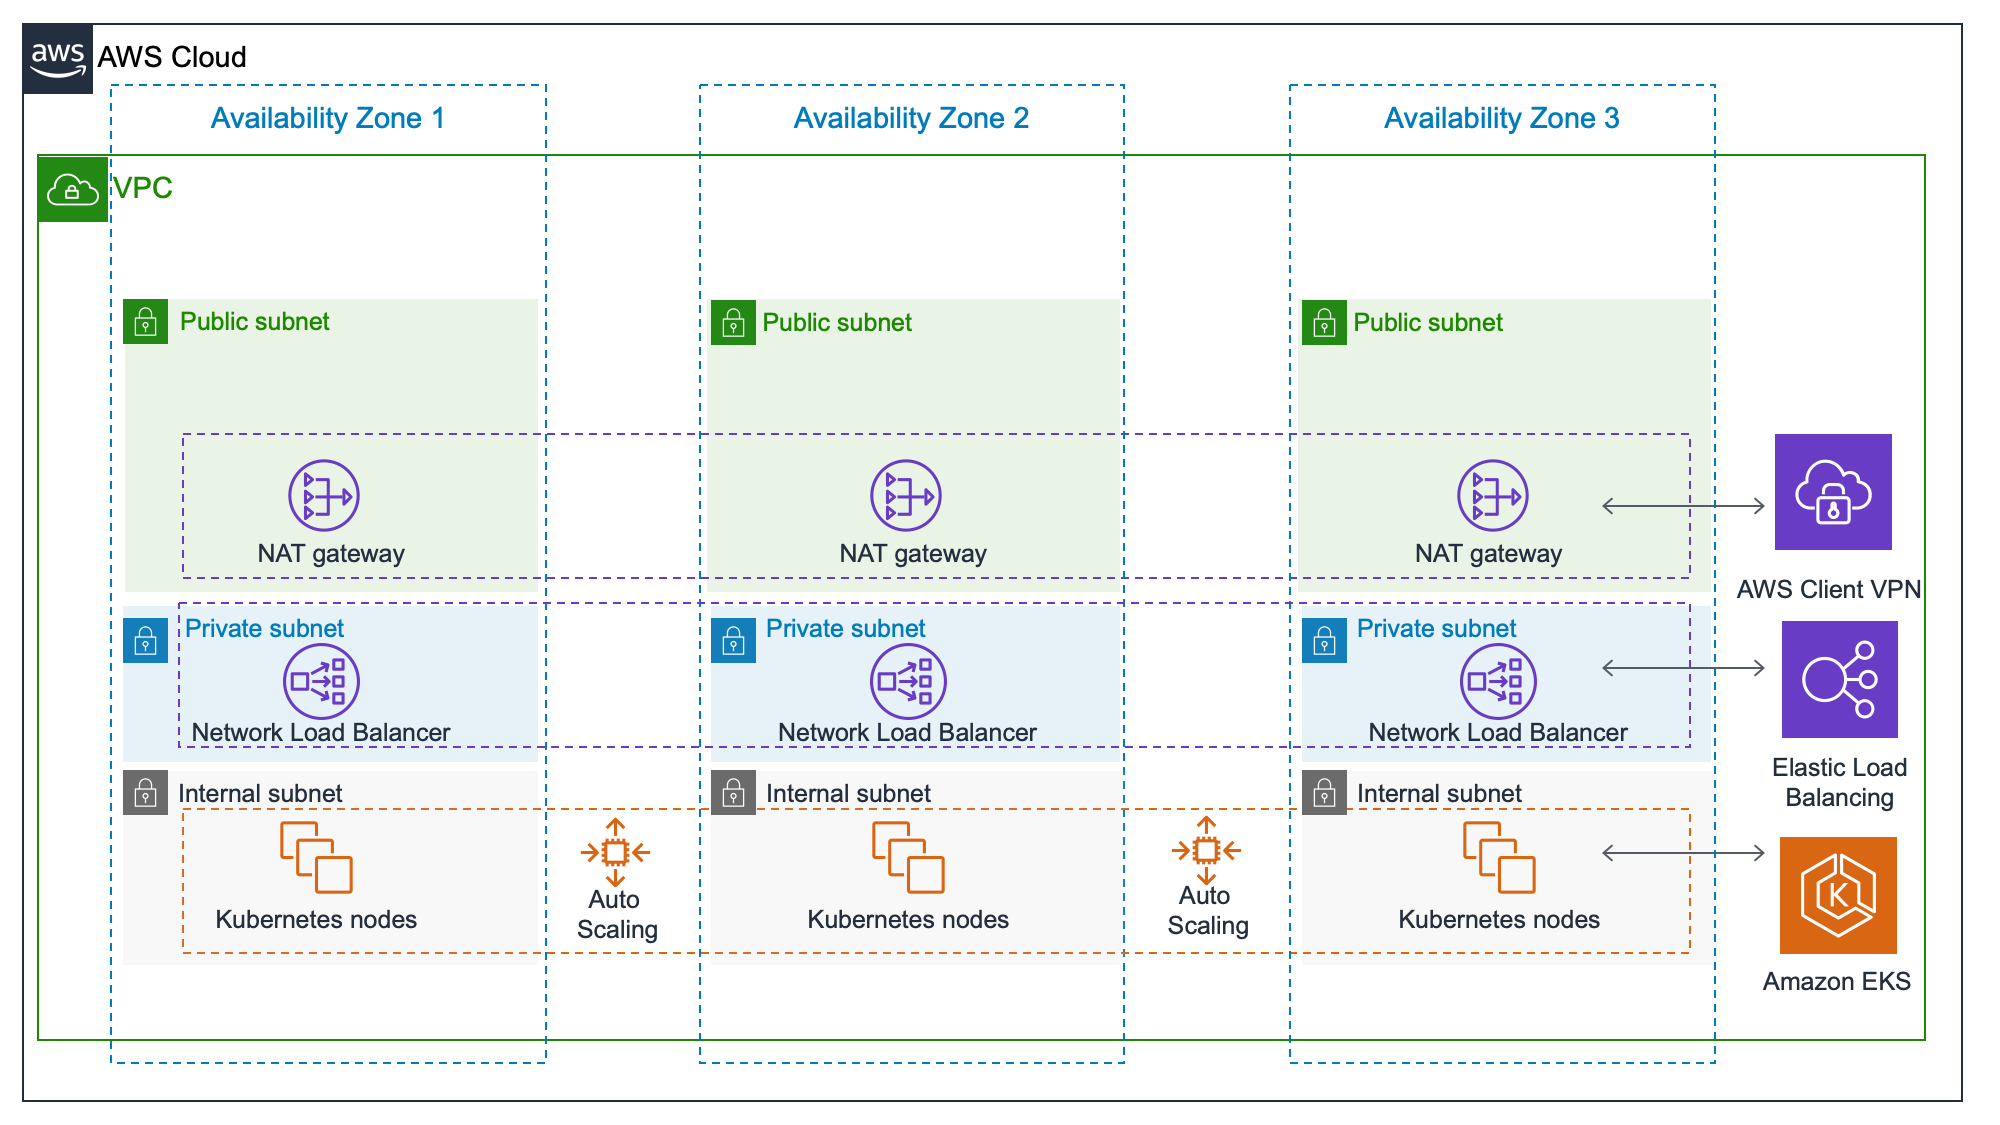 aws
AWS Cloud
Availability Zone 1
Availability Zone 2
Availability Zone 3
VPC
Public subnet
Public subnet
Public subnet
NAT gateway
NAT gateway
NAT gateway
AWS Client VPN
Private subnet
Private subnet
Private subnet
Network Load Balancer
Network Load Balancer
Network Load Balancer
Elastic Load
Balancing
Internal subnet
Internal subnet
Internal subnet
Kubernetes nodes
Auto
Scaling
Kubernetes nodes
Auto
Scaling
Kubernetes nodes
K
Amazon EKS